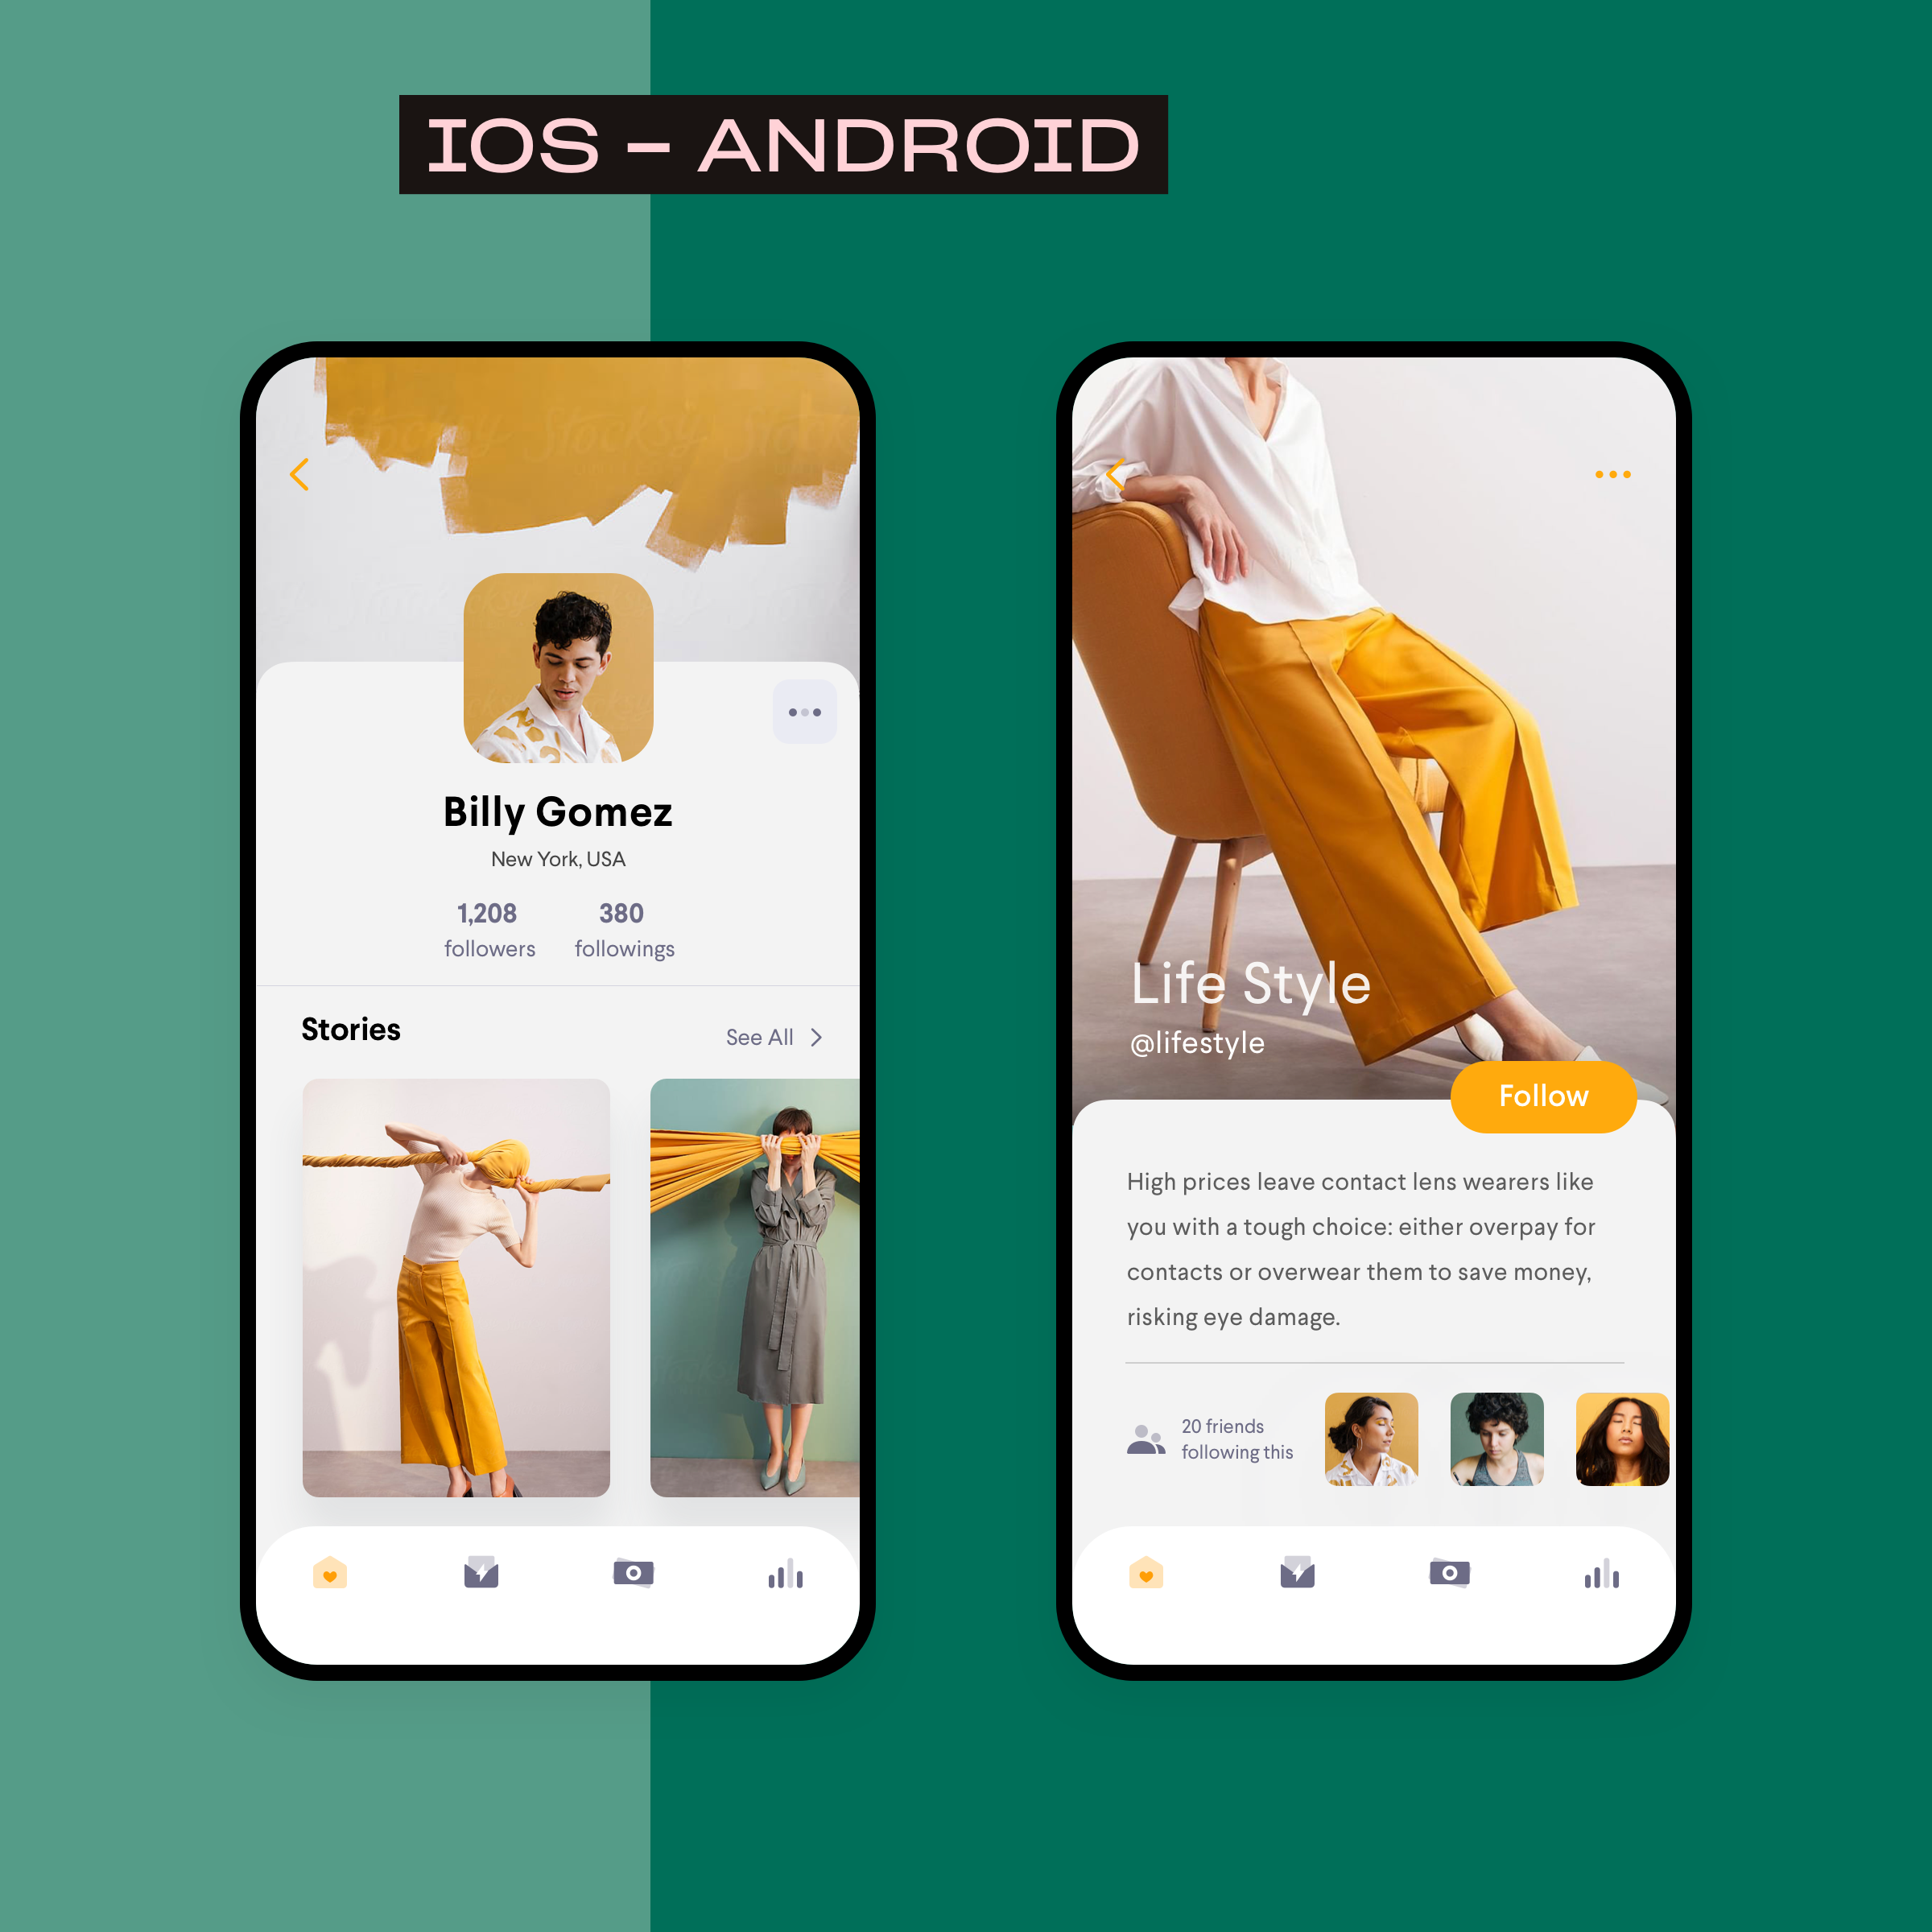 IOS – ANDROID
Billy Gomez
New York, USA
1,208
followers
380
followings
Stories
See All
Life Style
@lifestyle
Follow
High prices leave contact lens wearers like
you with a tough choice: either overpay for
contacts or overwear them to save money,
risking eye damage.
20 friends
following this
Stocksy